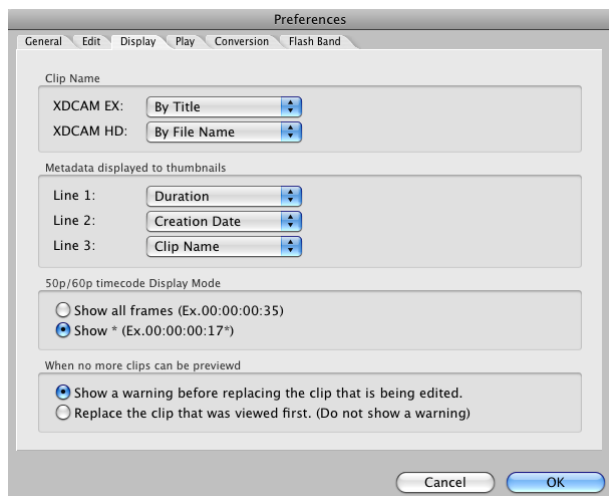 Preferences
General Edit Display Play Conversion Flash Band
Clip Name
XDCAM EX: By Title
XDCAM HD: By File Name
Metadata displayed to thumbnails
Line 1: Duration
Line 2: Creation Date
Line 3: Clip Name
50p/60p timecode Display Mode
Show all frames (Ex.00:00:00:35)
Show * (Ex.00:00:00:17*)
When no more clips can be previewd
Show a warning before replacing the clip that is being edited.
Replace the clip that was viewed first. (Do not show a warning)
Cancel OK